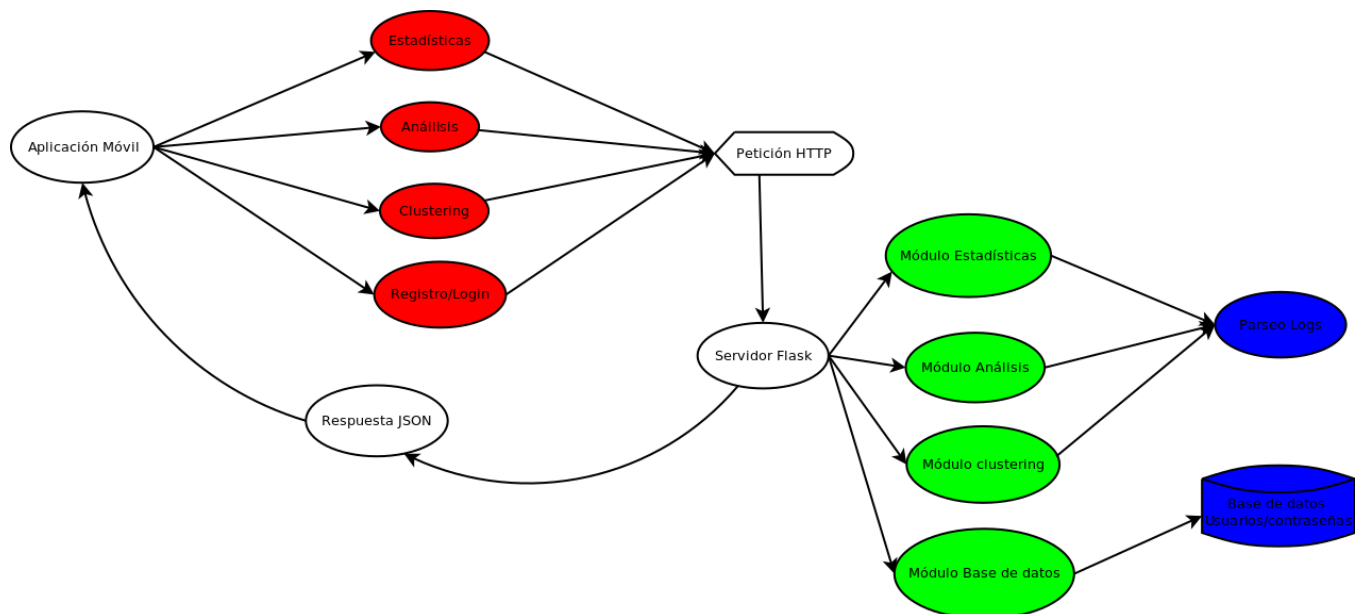 Estadísticas
Aplicación Móvil
Análisis
Petición HTTP
Clustering
Registro/Login
Módulo Estadísticas
Parseo Logs
Servidor Flask
Módulo Análisis
Respuesta JSON
Módulo clustering
Base de datos
Usuarios/contraseñas
Módulo Base de datos